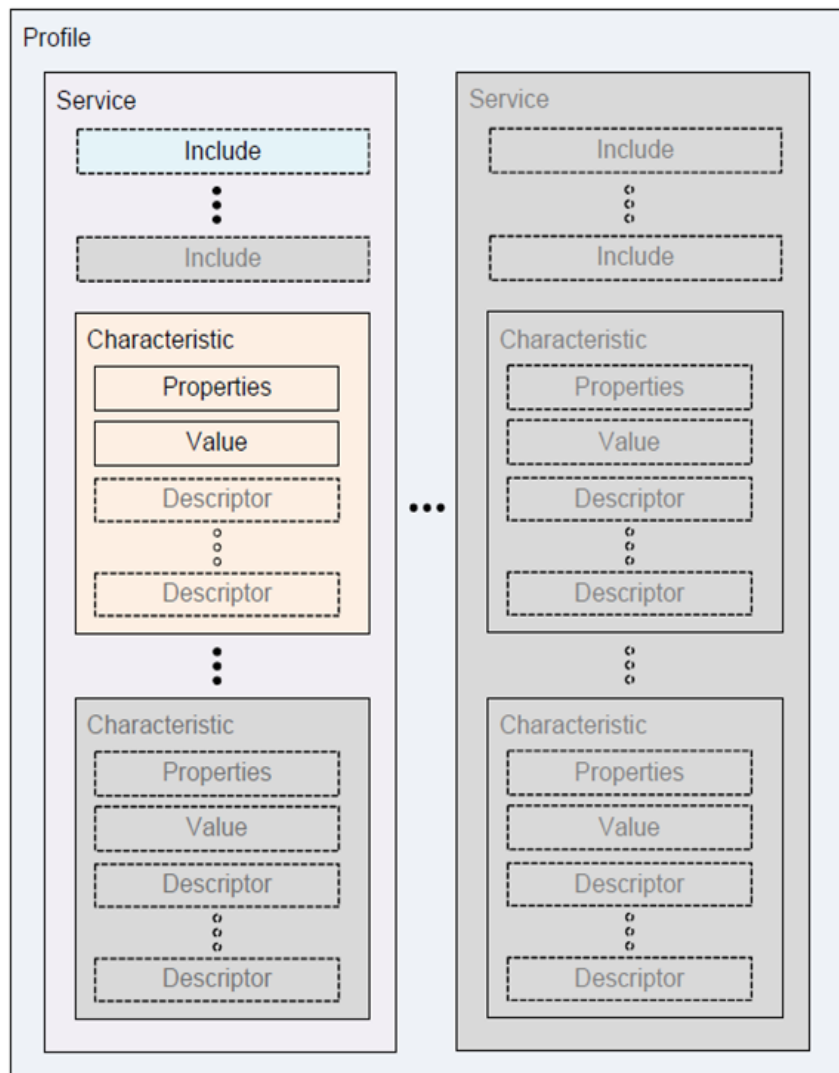 Profile
Service
Include
Include
Characteristic
Properties
Value
Descriptor
Descriptor
Characteristic
Properties
Value
Descriptor
Descriptor
Service
Include
Include
Characteristic
Properties
Value
Descriptor
Descriptor
Characteristic
Properties
Value
Descriptor
Descriptor